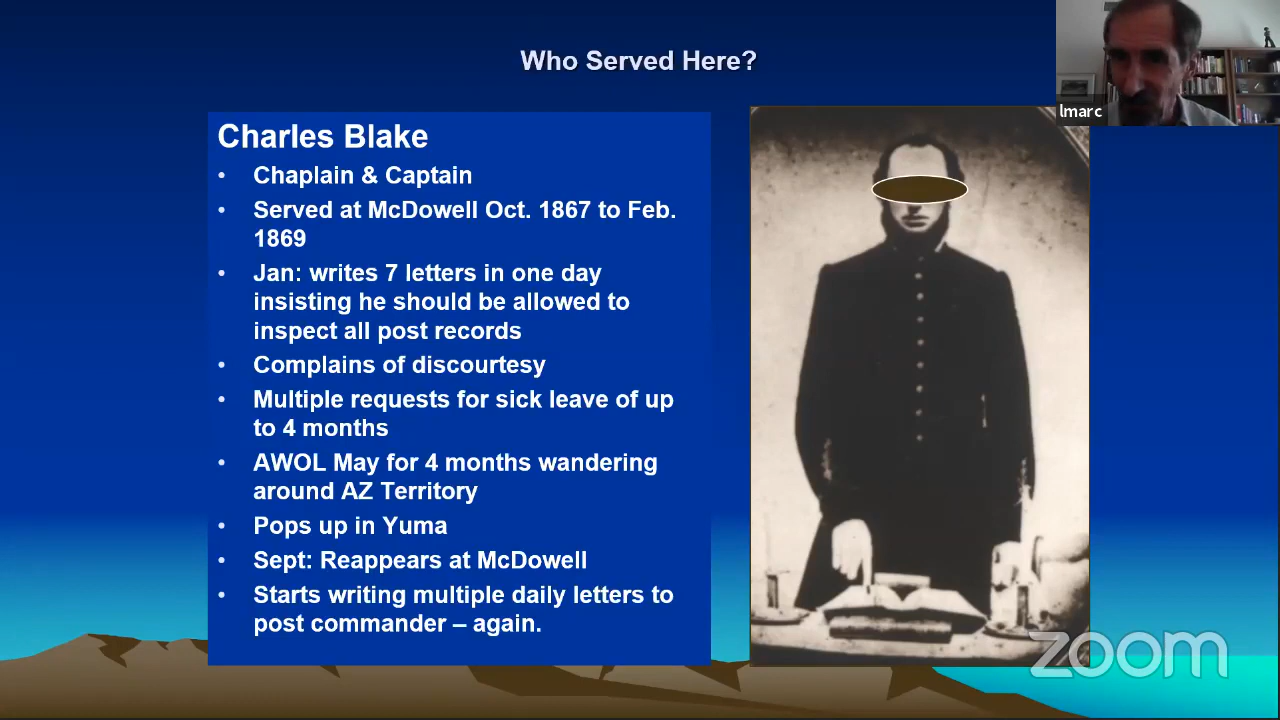 Who Served Here?
lmarc
Charles Blake
• Chaplain & Captain
• Served at McDowell Oct. 1867 to Feb.
1869
• Jan: writes 7 letters in one day
insisting he should be allowed to
inspect all post records
• Complains of discourtesy
• Multiple requests for sick leave of up
to 4 months
• AWOL May for 4 months wandering
around AZ Territory
• Pops up in Yuma
• Sept: Reappears at McDowell
• Starts writing multiple daily letters to
post commander – again.
zoom